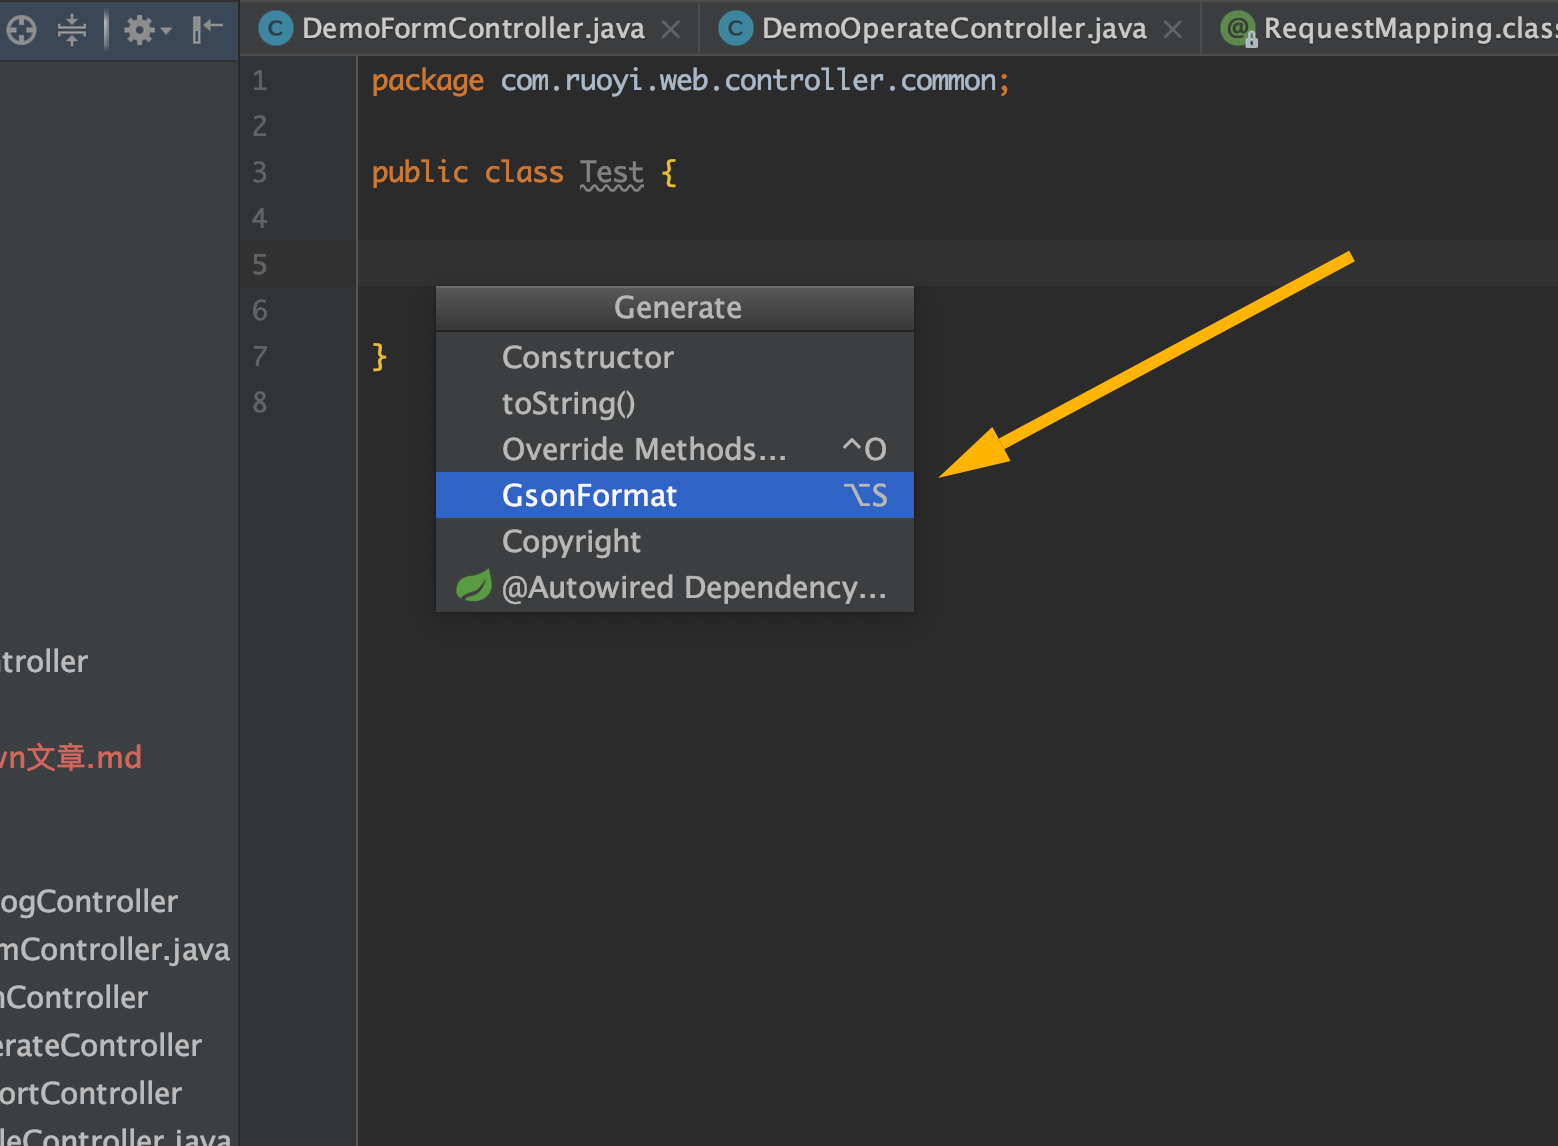 DemoFormController.java
DemoOperateController.java
RequestMapping.clas
1 package com.ruoyi.web.controller.common;
2
3 public class Test {
4
5
6
7 }
8
Generate
Constructor
toString()
Override Methods... ^O
GsonFormat ⌥S
Copyright
@Autowired Dependency...
troller
wn文章.md
ogController
mController.java
nController
erateController
ortController
leController.java